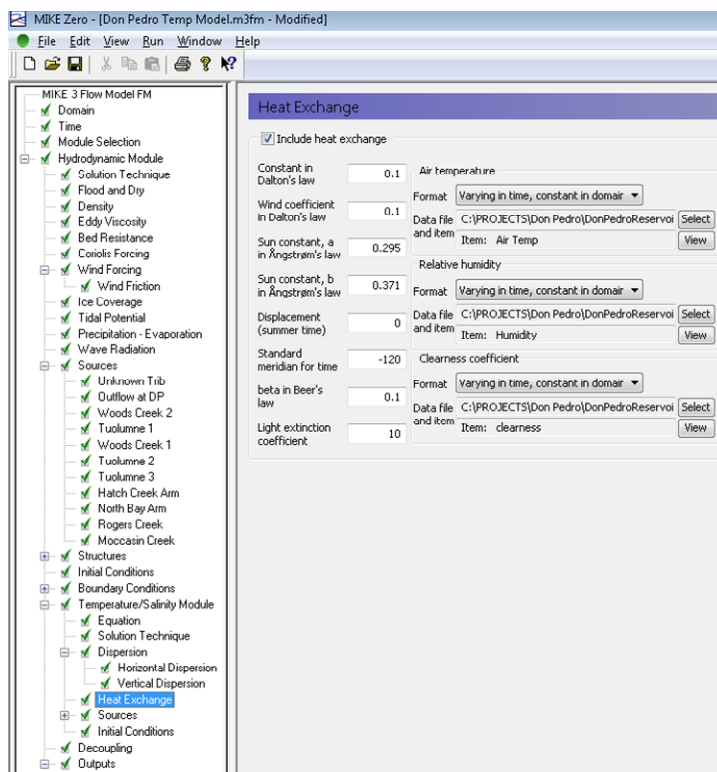 MIKE Zero - [Don Pedro Temp Model.m3fm - Modified]
File Edit View Run Window Help
MIKE 3 Flow Model FM
Domain
Time
Module Selection
Hydrodynamic Module
Solution Technique
Flood and Dry
Density
Eddy Viscosity
Bed Resistance
Coriolis Forcing
Wind Forcing
Wind Friction
Ice Coverage
Tidal Potential
Precipitation - Evaporation
Wave Radiation
Sources
Unknown Trib
Outflow at DP
Woods Creek 2
Tuolumne 1
Woods Creek 1
Tuolumne 2
Tuolumne 3
Hatch Creek Arm
North Bay Arm
Rogers Creek
Moccasin Creek
Structures
Initial Conditions
Boundary Conditions
Temperature/Salinity Module
Equation
Solution Technique
Dispersion
Horizontal Dispersion
Vertical Dispersion
Heat Exchange
Sources
Initial Conditions
Decoupling
Outputs
Heat Exchange
Include heat exchange
Constant in
Dalton's law
0.1
Wind coefficient
in Dalton's law
0.1
Sun constant, a
in Ångstrøm's law
0.295
Sun constant, b
in Ångstrøm's law
0.371
Displacement
(summer time)
0
Standard
meridian for time
-120
beta in Beer's
law
0.1
Light extinction
coefficient
10
Air temperature
Format Varying in time, constant in domair
Data file C:\PROJECTS\Don Pedro\DonPedroReservoi Select
and item Item: Air Temp View
Relative humidity
Format Varying in time, constant in domair
Data file C:\PROJECTS\Don Pedro\DonPedroReservoi Select
and item Item: Humidity View
Clearness coefficient
Format Varying in time, constant in domair
Data file C:\PROJECTS\Don Pedro\DonPedroReservoi Select
and item Item: clearness View